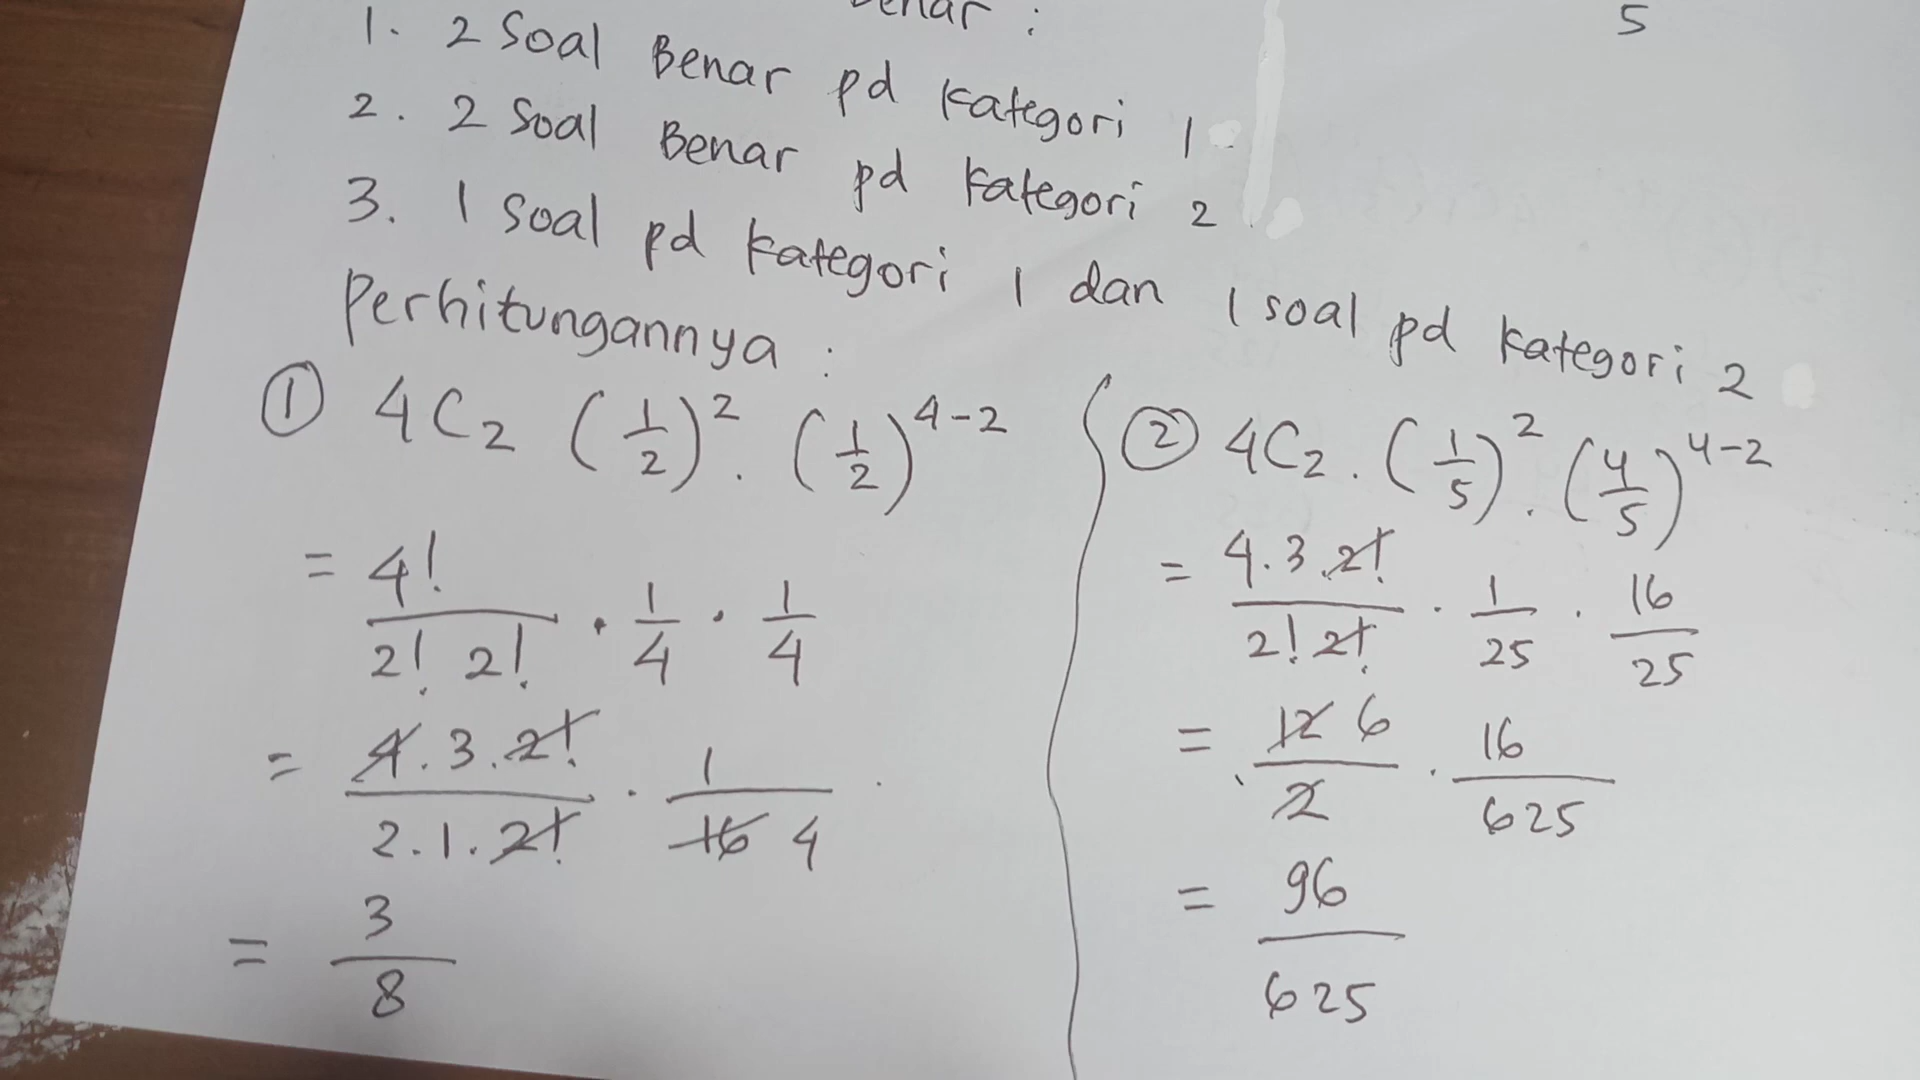 Benar :
5
1. 2 Soal Benar pd kategori 1
2. 2 Soal Benar pd kategori 2
3. 1 soal pd kategori 1 dan 1 soal pd kategori 2
Perhitungannya :
① 4C₂ (1/2)² . (1/2)⁴⁻²
= 4!/(2! 2!) . 1/4 . 1/4
= (4.3.2!)/(2.1.2!) . 1/16 4
= 3/8
② 4C₂ . (1/5)² . (4/5)⁴⁻²
= (4.3.2!)/(2! 2!) . 1/25 . 16/25
= 12 6/2 . 16/625
= 96/625